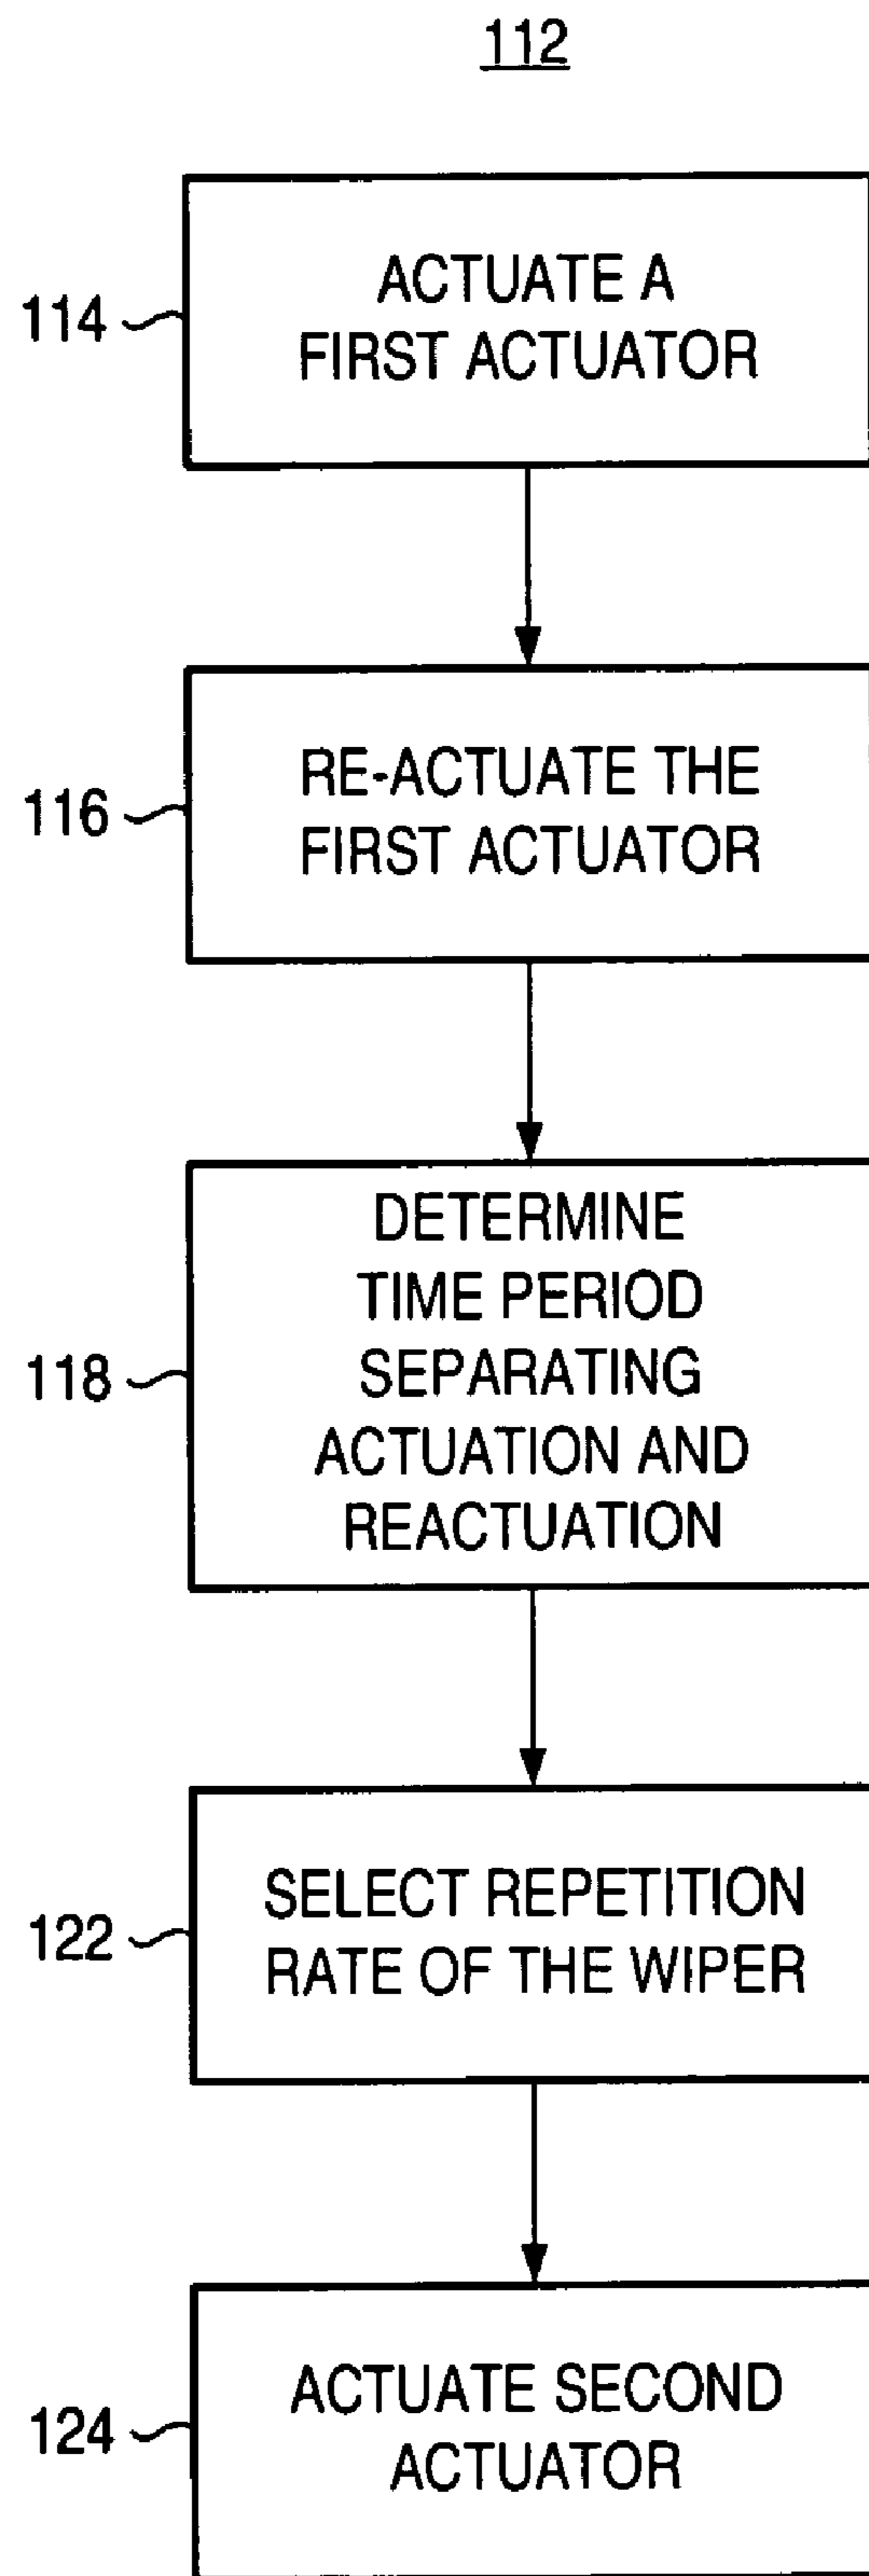 112
114
ACTUATE A
FIRST ACTUATOR
116
RE-ACTUATE THE
FIRST ACTUATOR
118
DETERMINE
TIME PERIOD
SEPARATING
ACTUATION AND
REACTUATION
122
SELECT REPETITION
RATE OF THE WIPER
124
ACTUATE SECOND
ACTUATOR